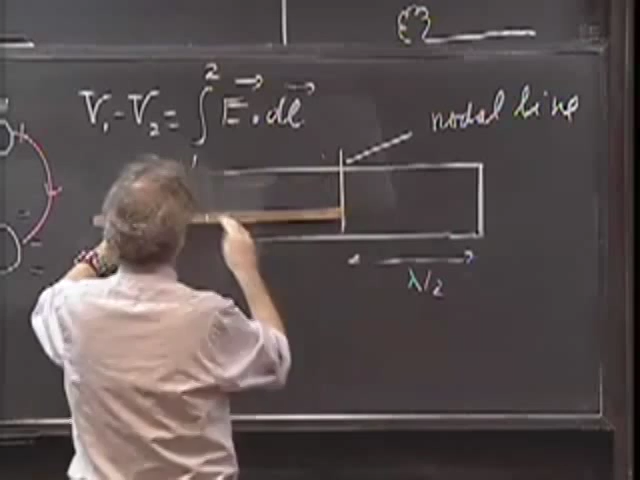 V₁ - V₂ = ∫₁² E⃗ • dl⃗
nodal line
λ/2